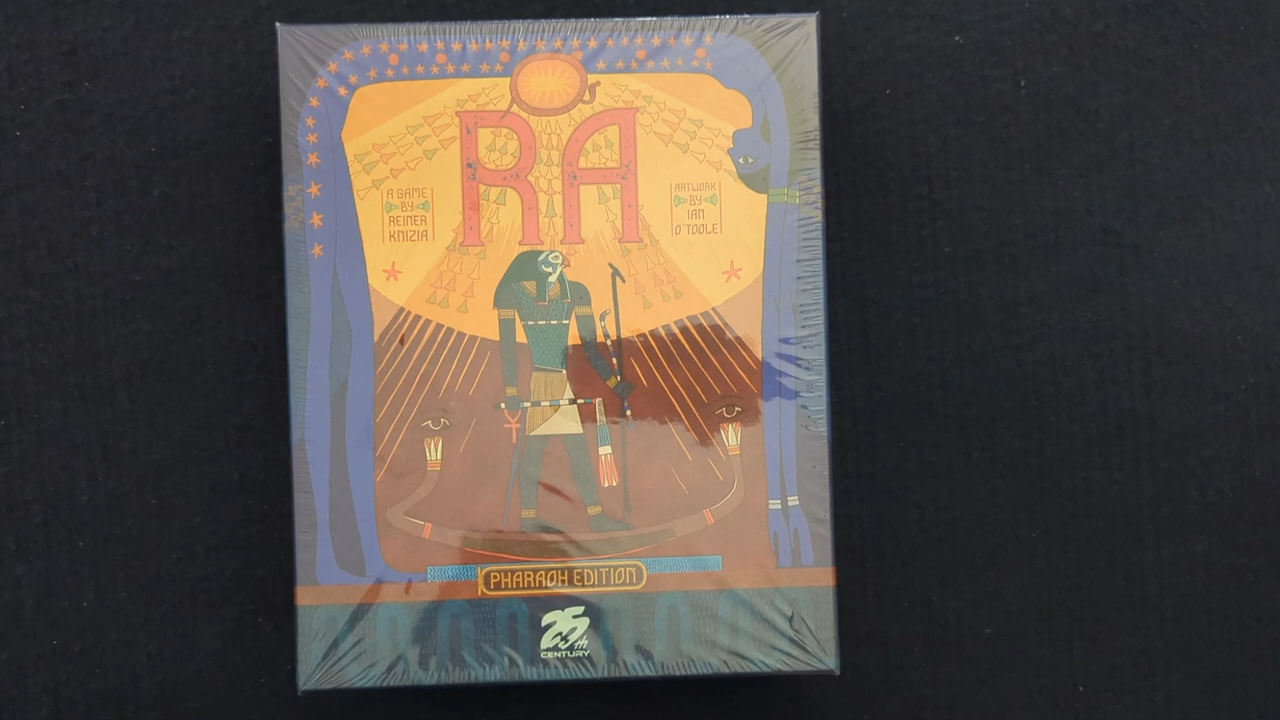 RA
A GAME
BY
REINER
KNIZIA
ARTWORK
BY
IAN
O'TOOLE
PHARAOH EDITION
25th
CENTURY